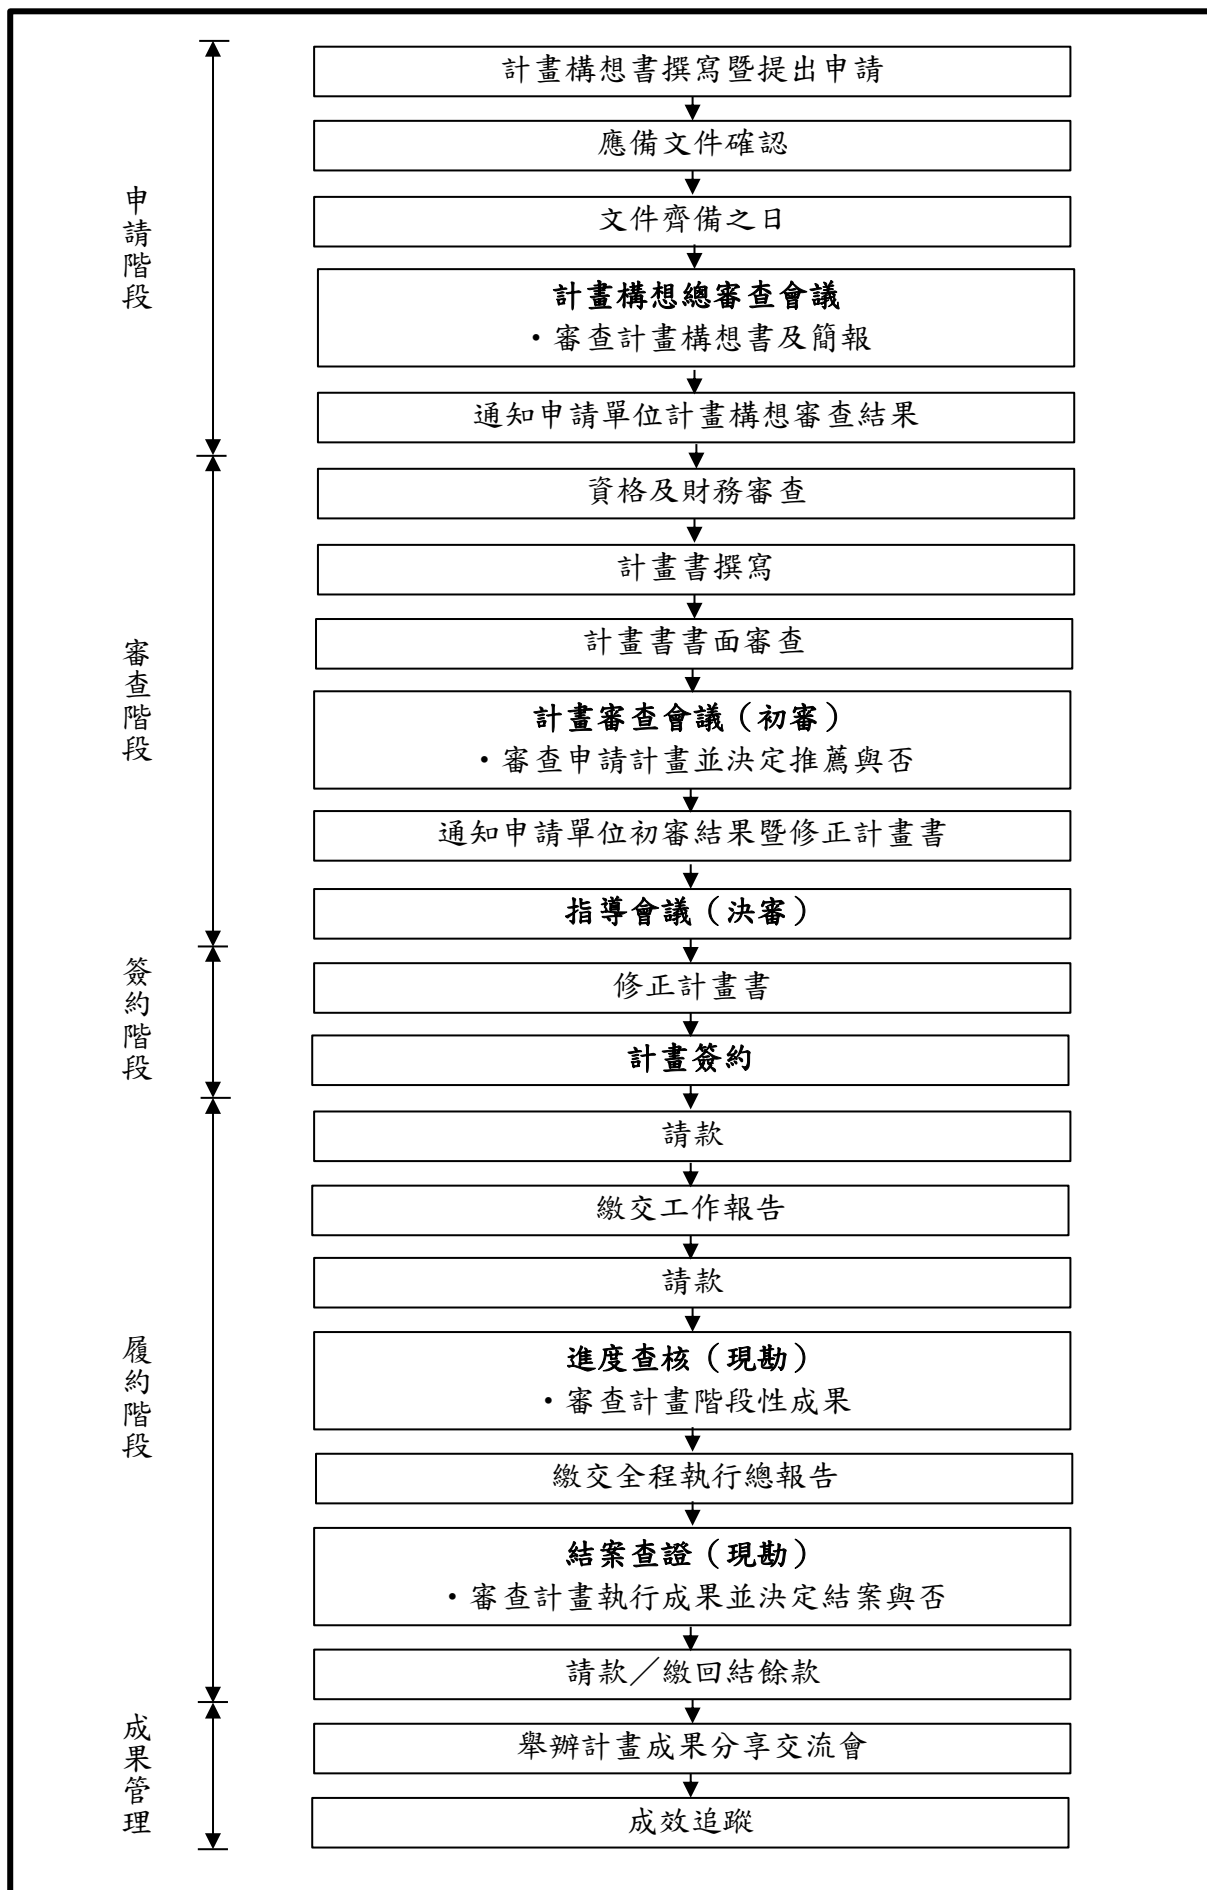 申請階段
計畫構想書撰寫暨提出申請
應備文件確認
文件齊備之日
計畫構想總審查會議
・審查計畫構想書及簡報
通知申請單位計畫構想審查結果
審查階段
資格及財務審查
計畫書撰寫
計畫書書面審查
計畫審查會議（初審）
・審查申請計畫並決定推薦與否
通知申請單位初審結果暨修正計畫書
指導會議（決審）
簽約階段
修正計畫書
計畫簽約
履約階段
請款
繳交工作報告
請款
進度查核（現勘）
・審查計畫階段性成果
繳交全程執行總報告
結案查證（現勘）
・審查計畫執行成果並決定結案與否
請款／繳回結餘款
成果管理
舉辦計畫成果分享交流會
成效追蹤